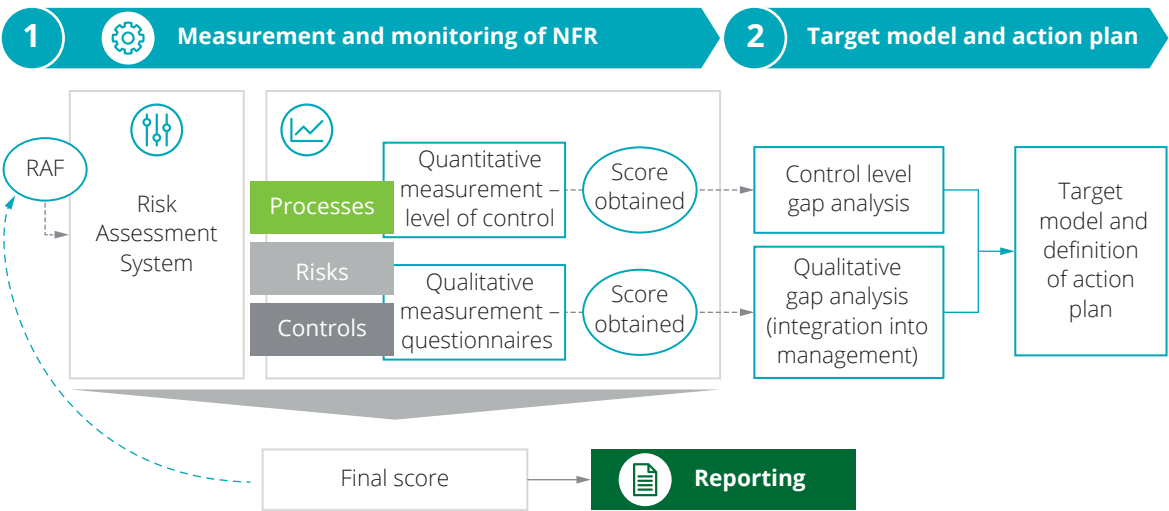 1
Measurement and monitoring of NFR
2
Target model and action plan
RAF
Risk
Assessment
System
Processes
Risks
Controls
Quantitative
measurement –
level of control
Score
obtained
Qualitative
measurement –
questionnaires
Score
obtained
Control level
gap analysis
Qualitative
gap analysis
(integration into
management)
Target
model and
definition
of action
plan
Final score
Reporting